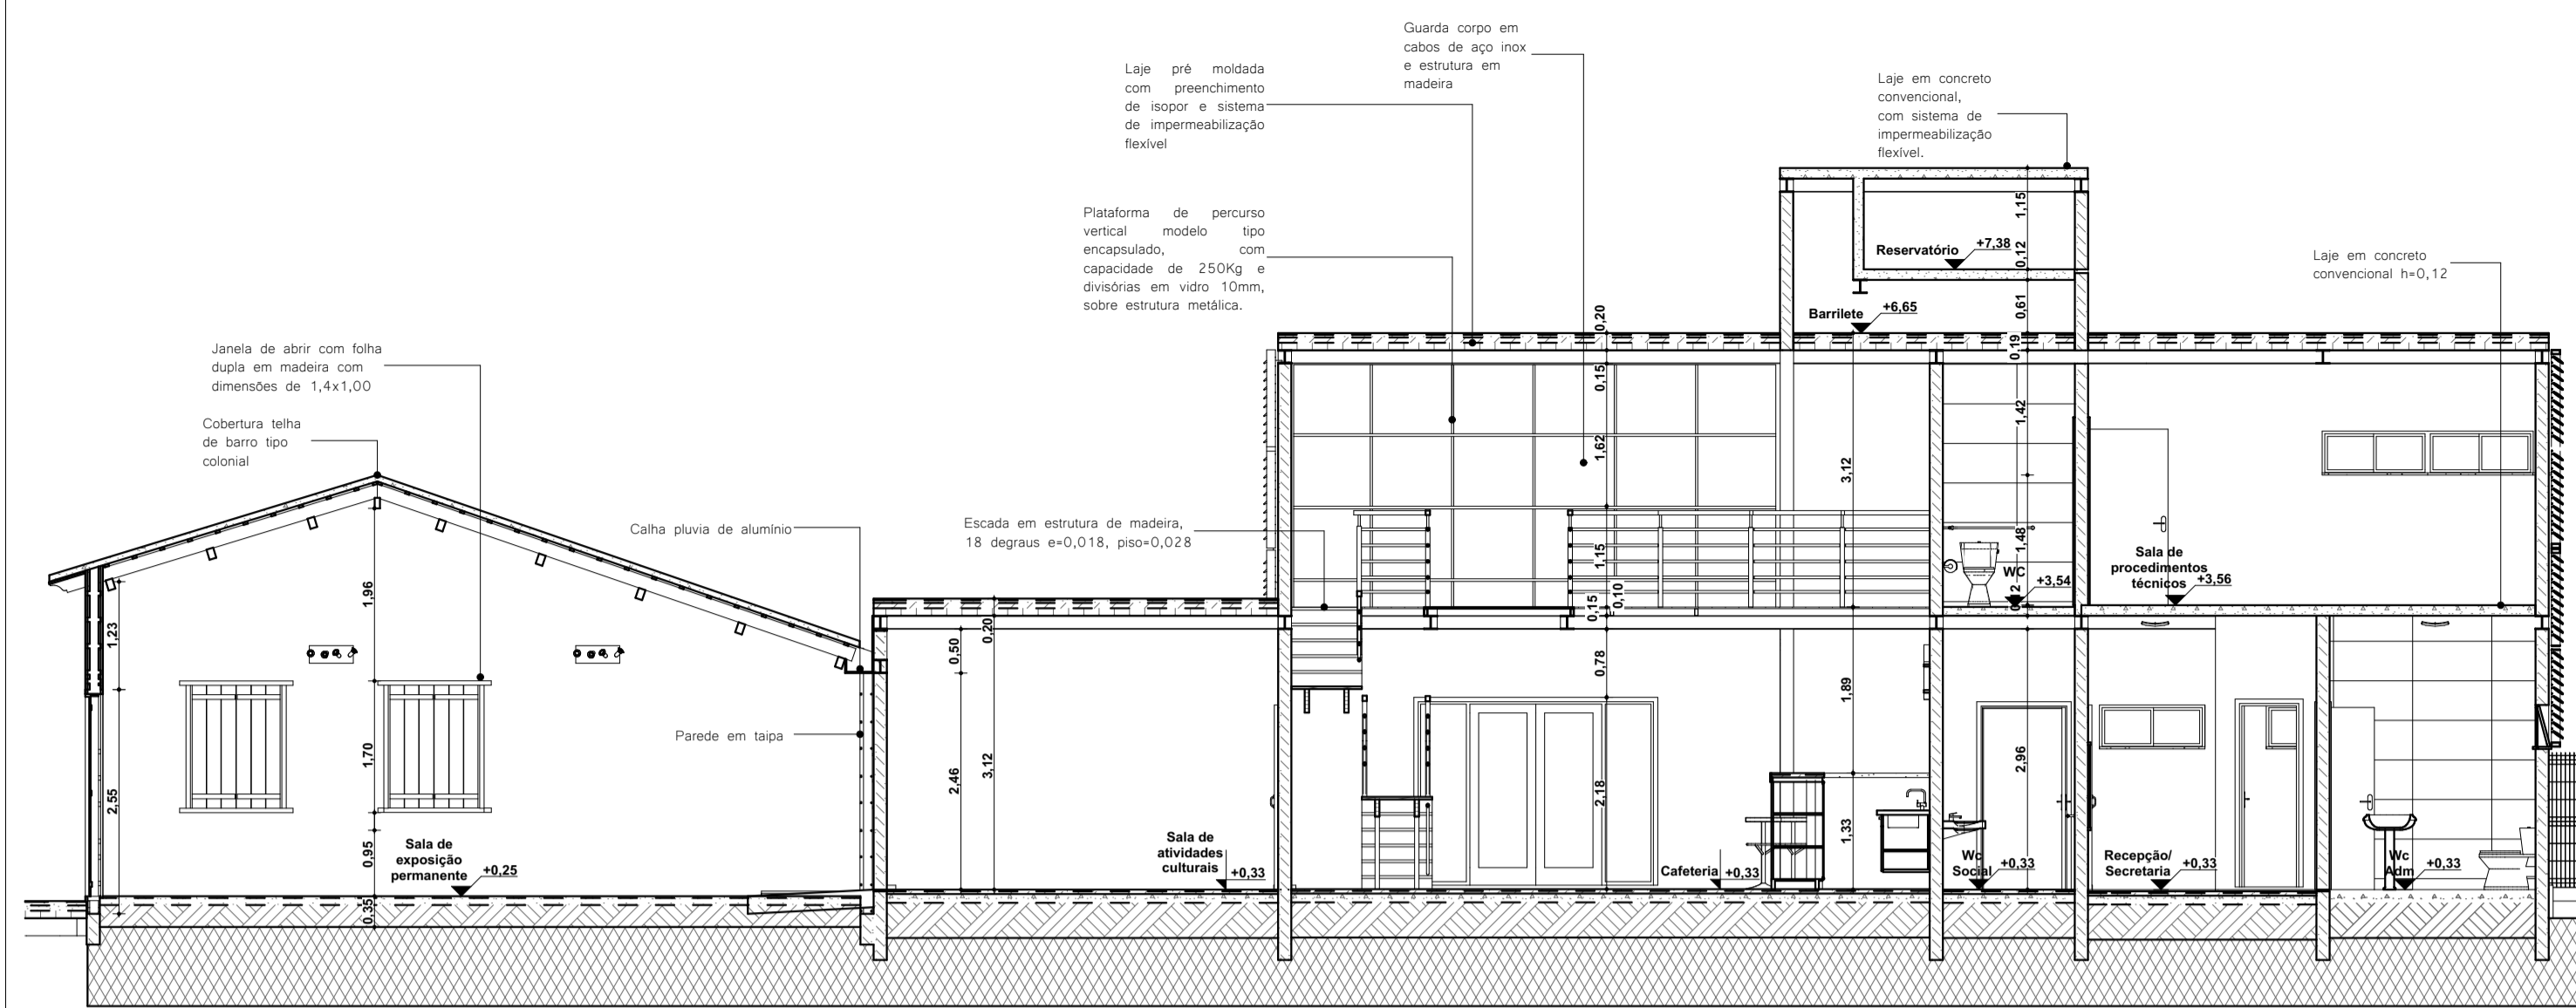 Guarda corpo em
cabos de aço inox
e estrutura em
madeira
Laje pré moldada
com preenchimento
de isopor e sistema
de impermeabilização
flexível
Laje em concreto
convencional,
com sistema de
impermeabilização
flexível.
Plataforma de percurso
vertical modelo tipo
encapsulado, com
capacidade de 250Kg e
divisórias em vidro 10mm,
sobre estrutura metálica.
Laje em concreto
convencional h=0,12
Janela de abrir com folha
dupla em madeira com
dimensões de 1,4x1,00
Cobertura telha
de barro tipo
colonial
Calha pluvia de alumínio
Escada em estrutura de madeira,
18 degraus e=0,018, piso=0,028
Parede em taipa
Reservatório
+7,38
Barrilete
+6,65
1,15
0,12
0,61
0,19
1,42
1,48
2,96
0,20
0,15
1,62
1,15
0,10
0,15
0,78
2,18
3,12
1,89
1,33
WC
+3,54
Sala de
procedimentos
técnicos
+3,56
1,23
2,55
1,96
1,70
0,95
0,35
0,50
2,46
0,20
3,12
Sala de
exposição
permanente
+0,25
Sala de
atividades
culturais
+0,33
Cafeteria
+0,33
Wc
Social
+0,33
Recepção/
Secretaria
+0,33
Wc
Adm
+0,33